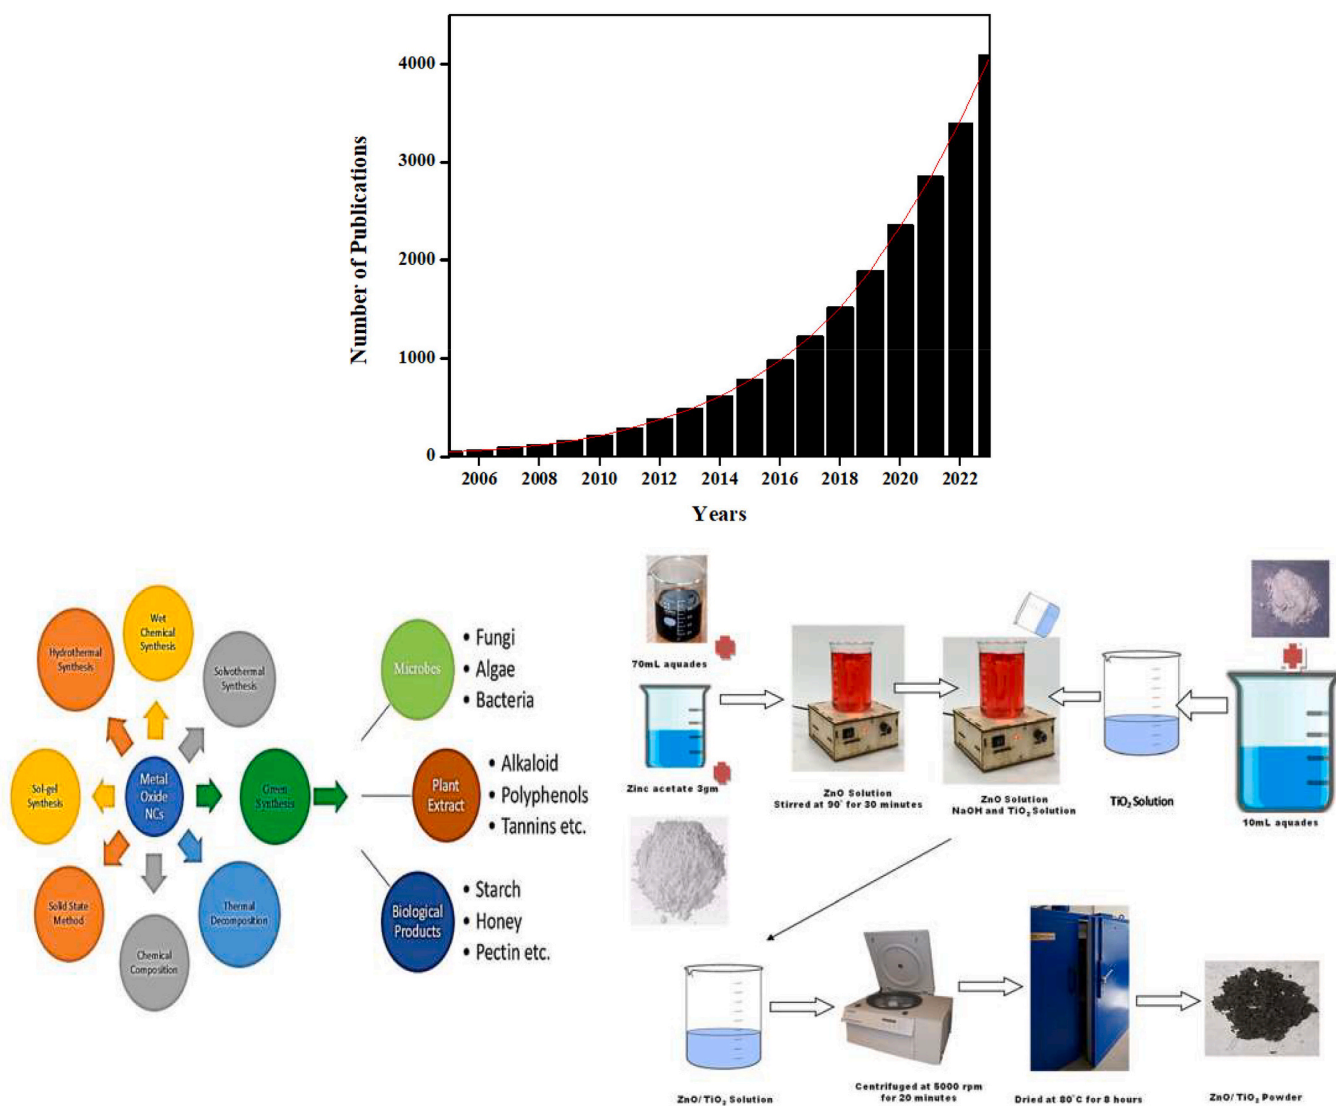 4000
3000
2000
1000
0
Number of Publications
2006 2008 2010 2012 2014 2016 2018 2020 2022
Years
Wet
Chemical
Synthesis
Hydrothermal
Synthesis
Solvothermal
Synthesis
Sol-gel
Synthesis
Metal
Oxide
NCs
Green
Synthesis
Solid State
Method
Thermal
Decomposition
Chemical
Composition
Microbes
• Fungi
• Algae
• Bacteria
Plant
Extract
• Alkaloid
• Polyphenols
• Tannins etc.
Biological
Products
• Starch
• Honey
• Pectin etc.
70mL aquades
Zinc acetate 3gm
ZnO Solution
Stirred at 90° for 30 minutes
ZnO Solution
NaOH and TiO₂ Solution
TiO₂ Solution
10mL aquades
ZnO/TiO₂ Solution
Centrifuged at 5000 rpm
for 20 minutes
Dried at 80°C for 8 hours
ZnO/TiO₂ Powder